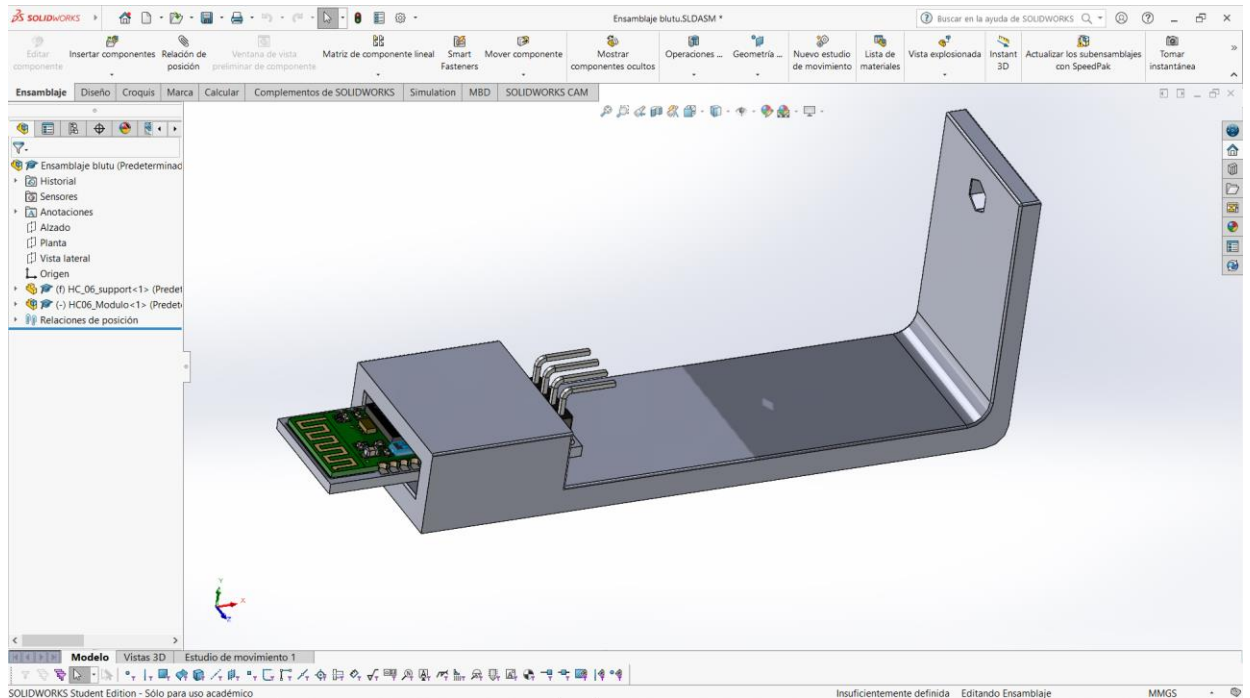 SOLIDWORKS
Ensamblaje blutu.SLDASM *
Buscar en la ayuda de SOLIDWORKS
Editar componente
Insertar componentes
Relación de posición
Ventana de vista preliminar de componente
Matriz de componente lineal
Smart Fasteners
Mover componente
Mostrar componentes ocultos
Operaciones ...
Geometría ...
Nuevo estudio de movimiento
Lista de materiales
Vista explosionada
Instant 3D
Actualizar los subensamblajes con SpeedPak
Tomar instantánea
Ensamblaje Diseño Croquis Marca Calcular Complementos de SOLIDWORKS Simulation MBD SOLIDWORKS CAM
Ensamblaje blutu (Predeterminad
Historial
Sensores
Anotaciones
Alzado
Planta
Vista lateral
Origen
(f) HC_06_support<1> (Predet
(-) HC06_Modulo<1> (Predet
Relaciones de posición
Y
X
Z
Modelo Vistas 3D Estudio de movimiento 1
SOLIDWORKS Student Edition - Sólo para uso académico
Insuficientemente definida Editando Ensamblaje MMGS